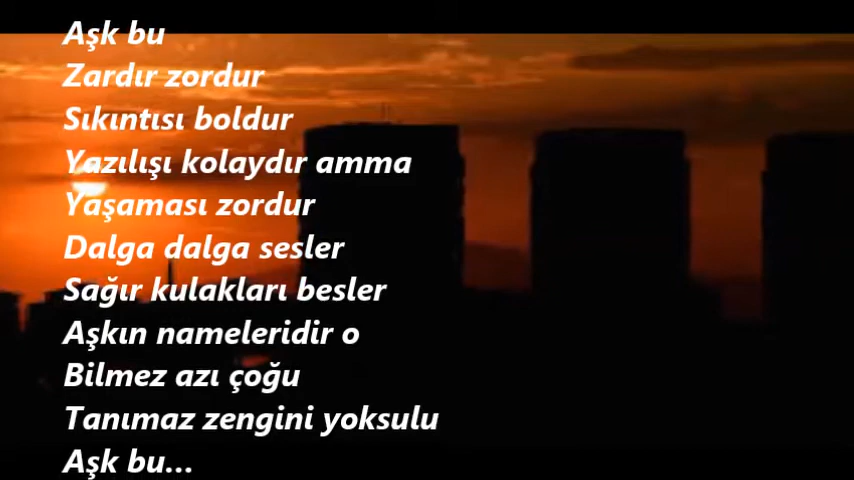 Aşk bu
Zardır zordur
Sıkıntısı boldur
Yazılışı kolaydır amma
Yaşaması zordur
Dalga dalga sesler
Sağır kulakları besler
Aşkın nameleridir o
Bilmez azı çoğu
Tanımaz zengini yoksulu
Aşk bu...